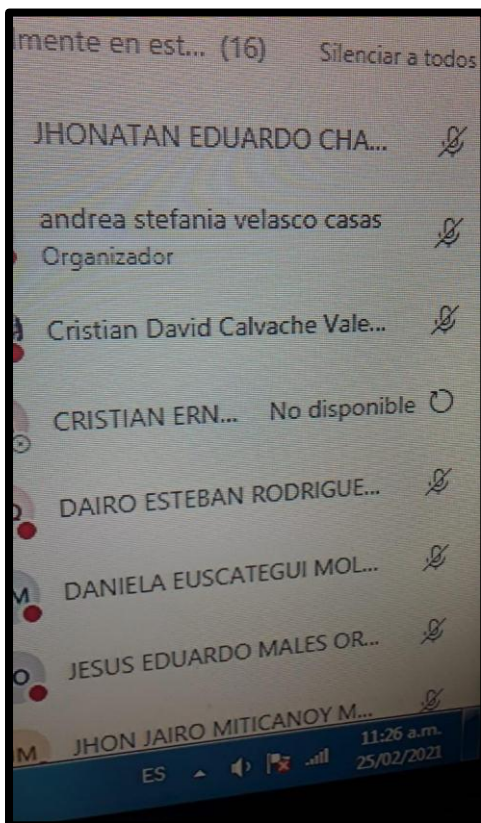 lmente en est... (16) Silenciar a todos
JHONATAN EDUARDO CHA...
andrea stefania velasco casas
Organizador
Cristian David Calvache Vale...
CRISTIAN ERN... No disponible
DAIRO ESTEBAN RODRIGUE...
M DANIELA EUSCATEGUI MOL...
O JESUS EDUARDO MALES OR...
M JHON JAIRO MITICANOY M...
ES 11:26 a.m.
25/02/2021